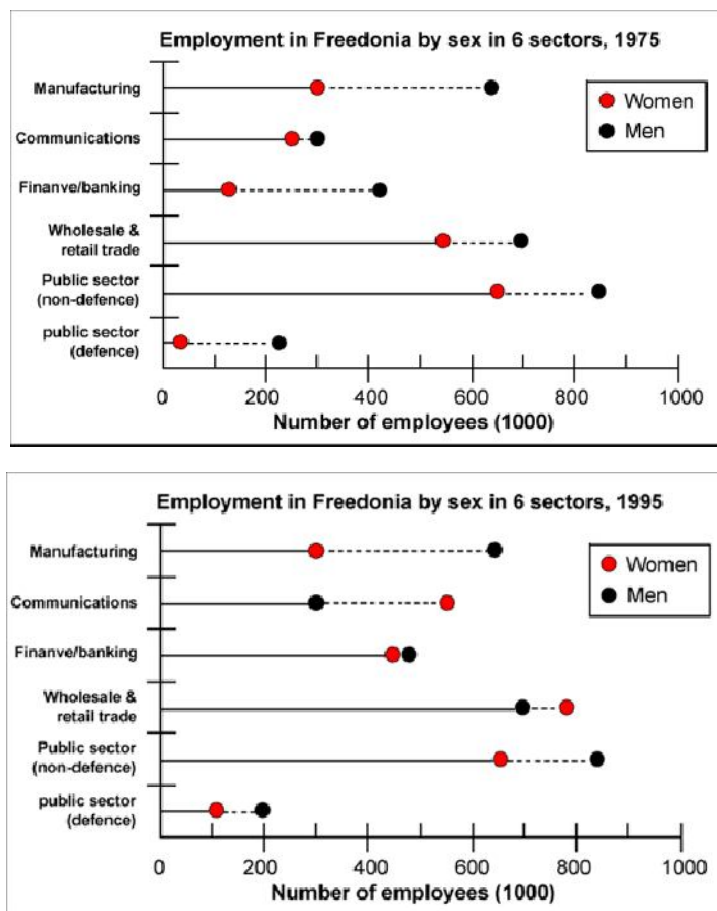 Employment in Freedonia by sex in 6 sectors, 1975
Manufacturing
Communications
Finanve/banking
Wholesale &
retail trade
Public sector
(non-defence)
public sector
(defence)
Women
Men
0 200 400 600 800 1000
Number of employees (1000)
Employment in Freedonia by sex in 6 sectors, 1995
Manufacturing
Communications
Finanve/banking
Wholesale &
retail trade
Public sector
(non-defence)
public sector
(defence)
Women
Men
0 200 400 600 800 1000
Number of employees (1000)